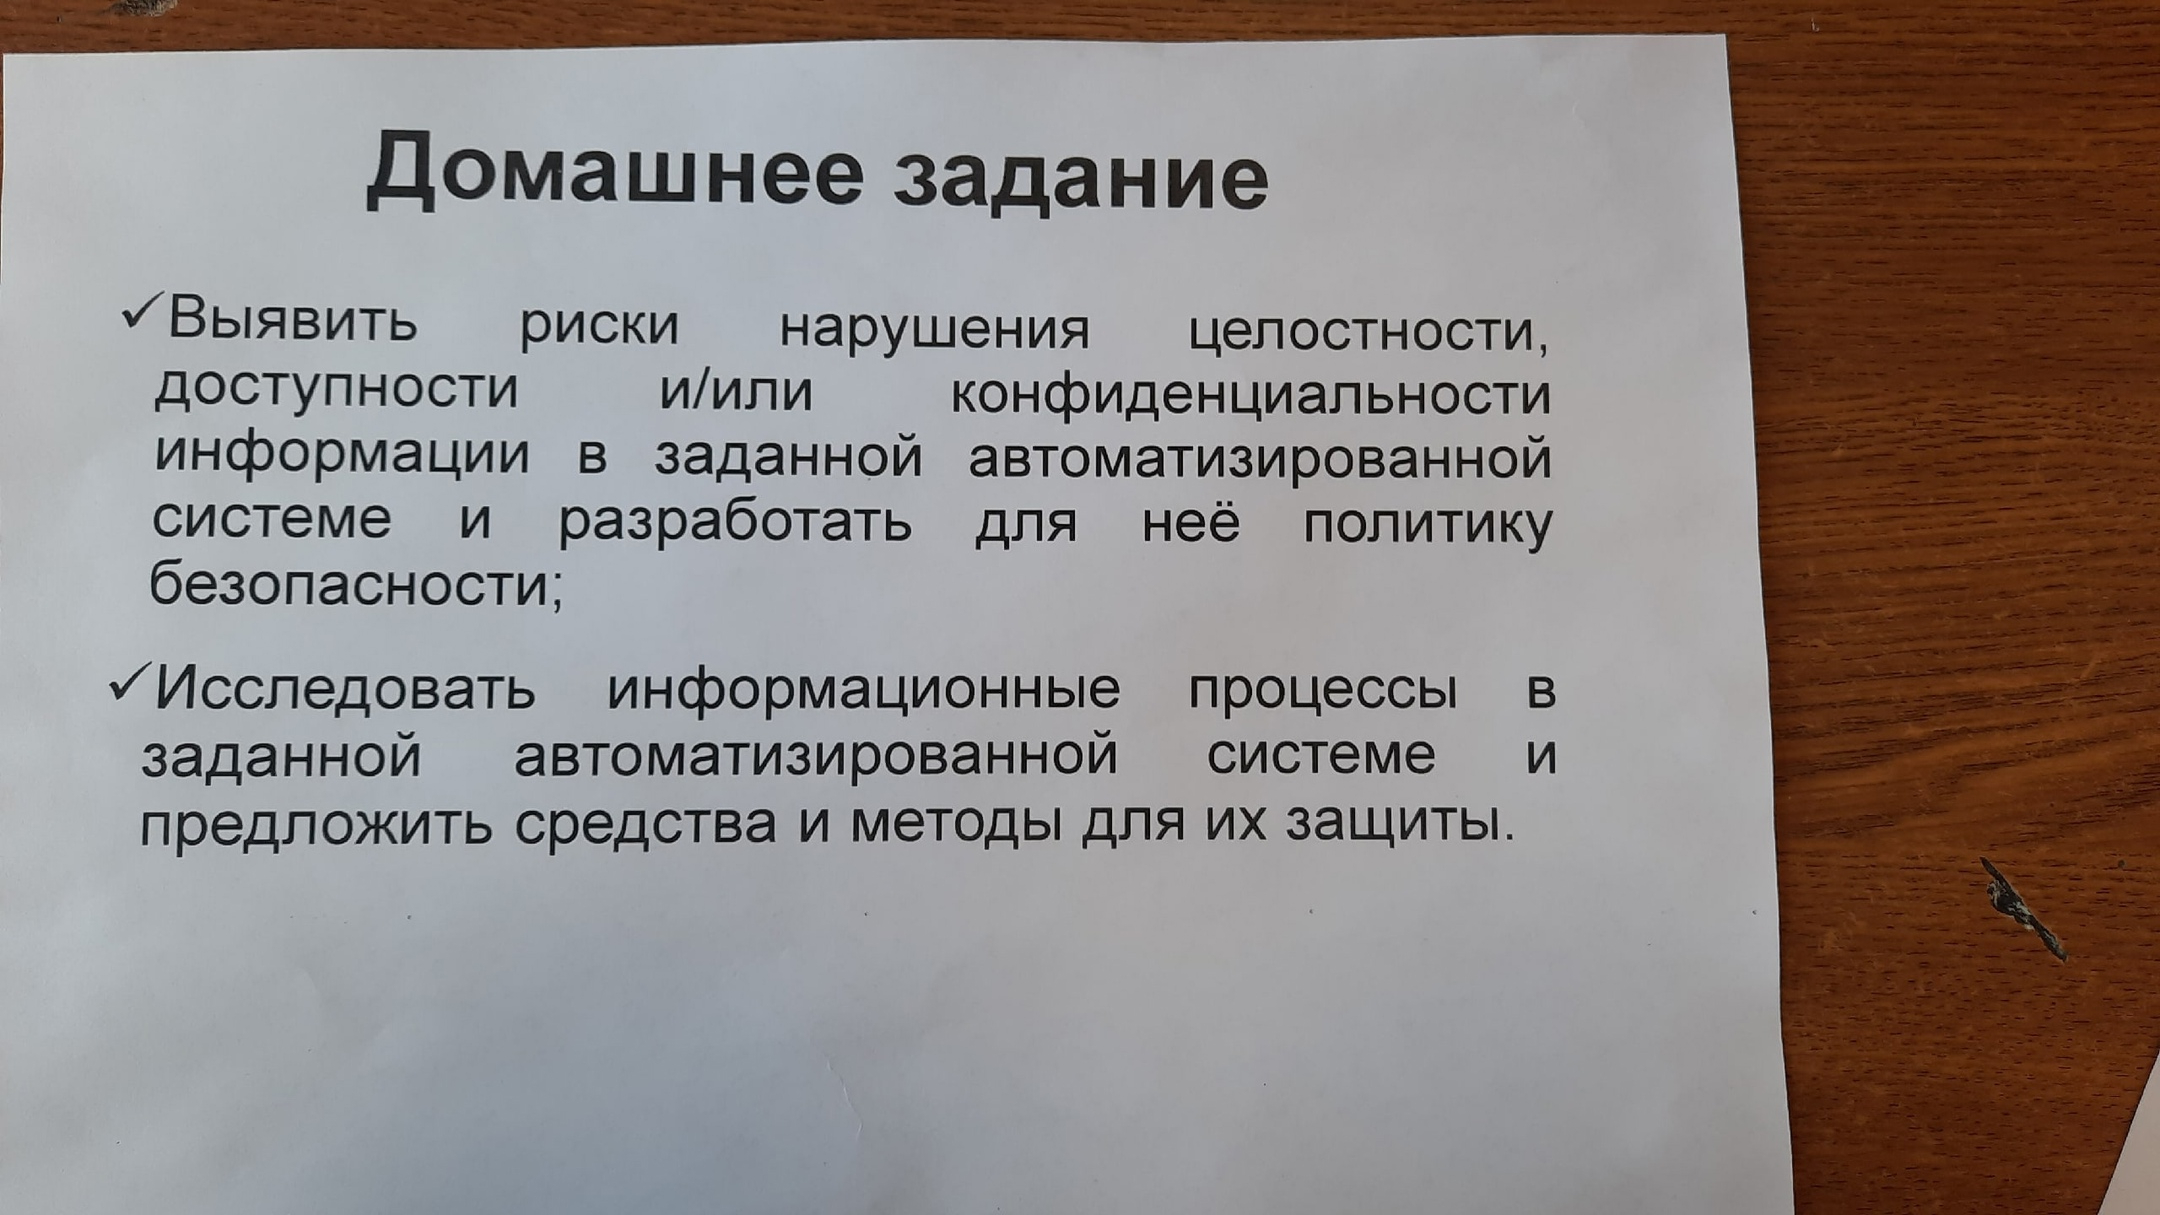 Домашнее задание
✓Выявить риски нарушения целостности,
доступности и/или конфиденциальности
информации в заданной автоматизированной
системе и разработать для неё политику
безопасности;
✓Исследовать информационные процессы в
заданной автоматизированной системе и
предложить средства и методы для их защиты.